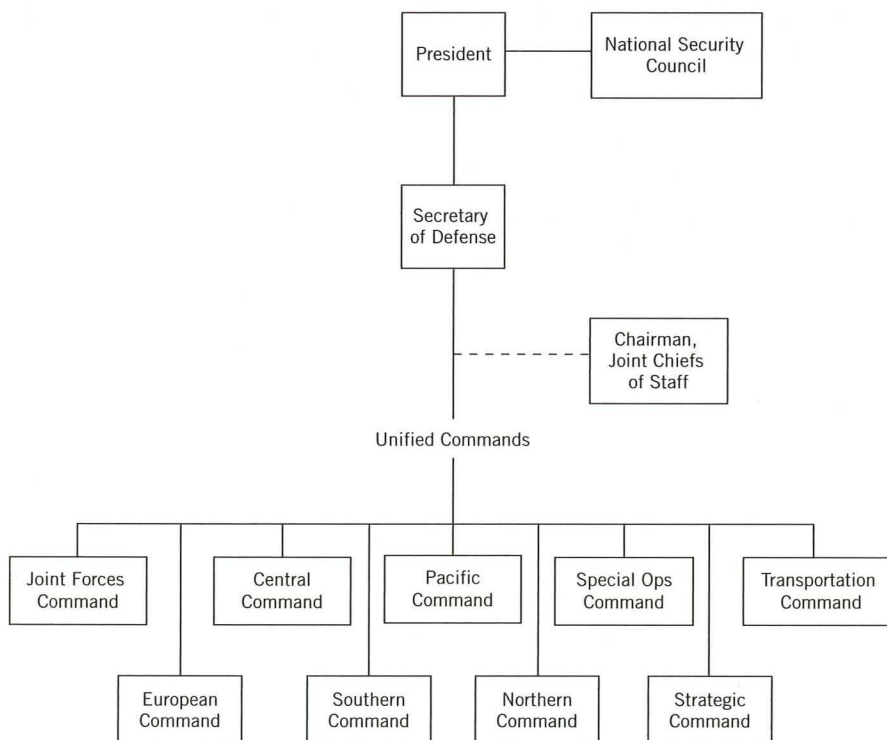 President
National Security
Council
Secretary
of Defense
Chairman,
Joint Chiefs
of Staff
Unified Commands
Joint Forces
Command
Central
Command
Pacific
Command
Special Ops
Command
Transportation
Command
European
Command
Southern
Command
Northern
Command
Strategic
Command